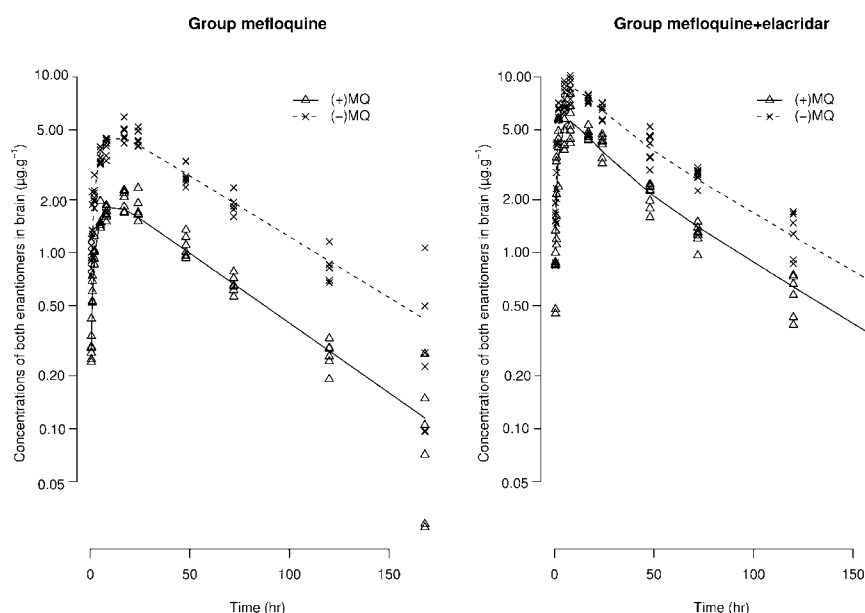 Group mefloquine
Concentrations of both enantiomers in brain (µg.g⁻¹)
10.00
5.00
2.00
1.00
0.50
0.20
0.10
0.05
(+)MQ
(−)MQ
0 50 100 150
Time (hr)
Group mefloquine+elacridar
Concentrations of both enantiomers in brain (µg.g⁻¹)
10.00
5.00
2.00
1.00
0.50
0.20
0.10
0.05
(+)MQ
(−)MQ
0 50 100 150
Time (hr)